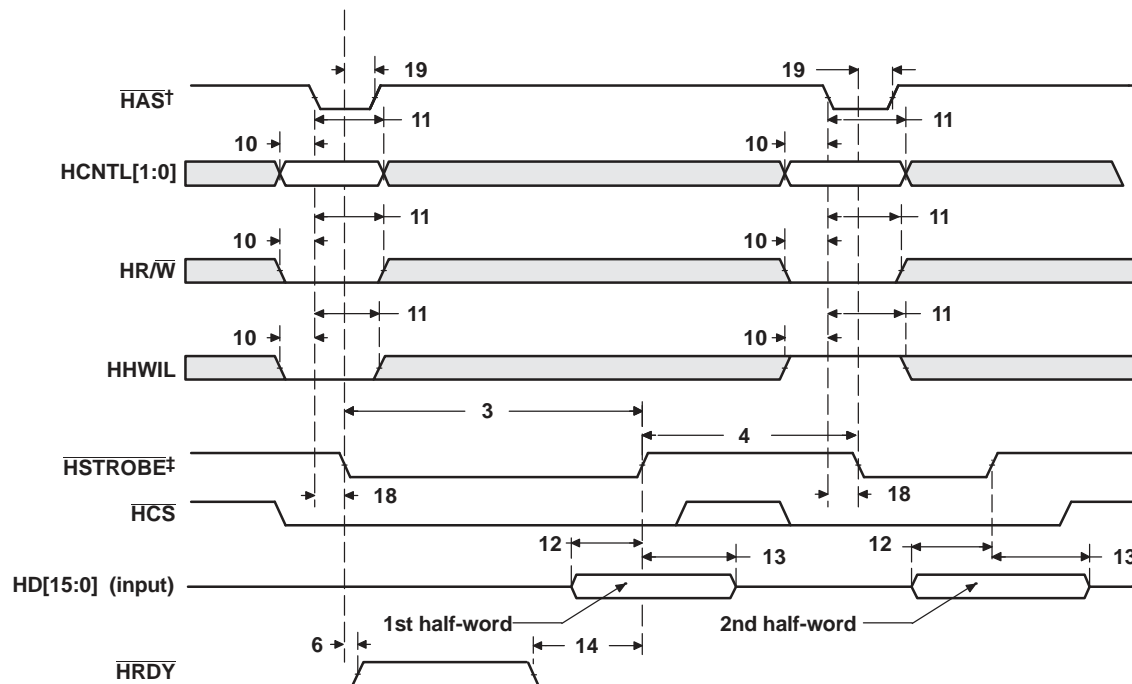 19 19
HAS†
11 11
10 10
HCNTL[1:0]
11 11
10 10
HR/W
11 11
10 10
HHWIL
3
4
HSTROBE‡
18 18
HCS
12 13 12 13
HD[15:0] (input)
1st half-word 2nd half-word
6 14
HRDY